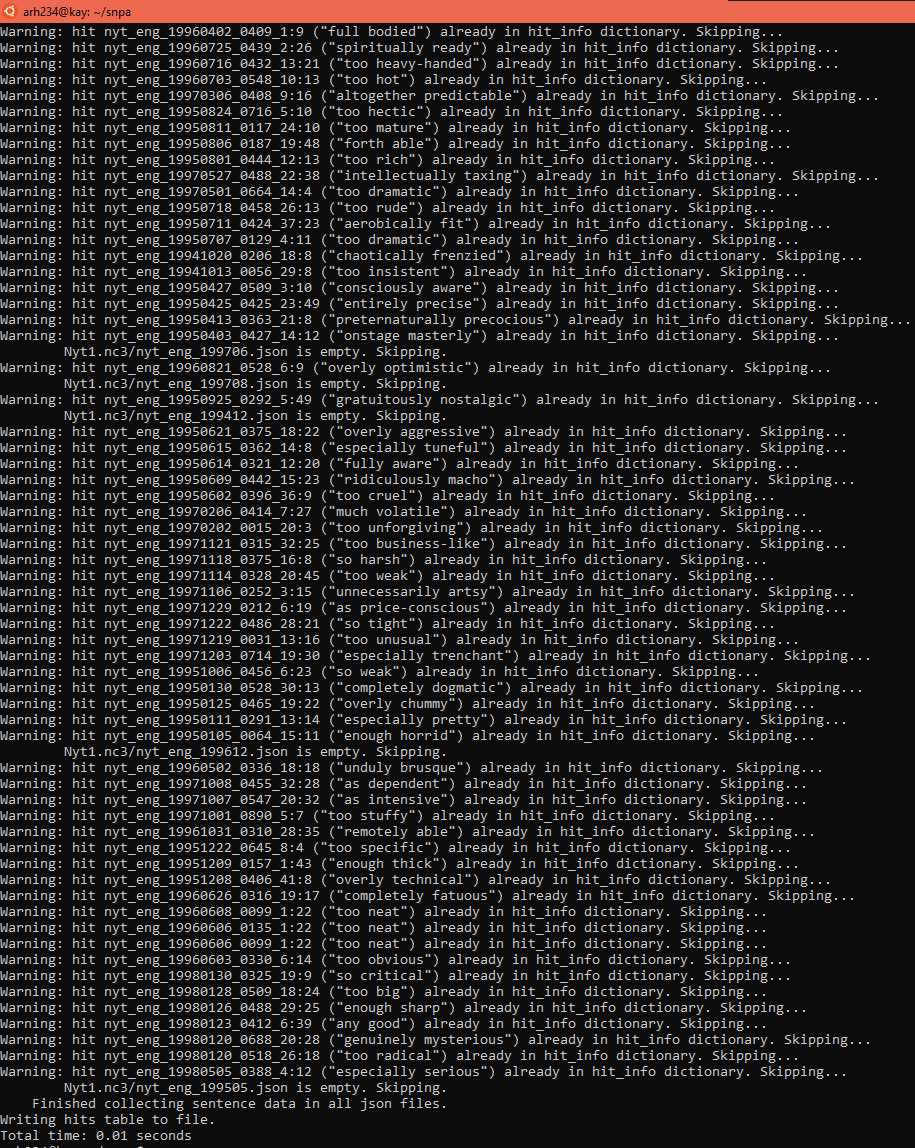 arh234@kay: ~/snpa
Warning: hit nyt_eng_19960402_0409_1:9 ("full bodied") already in hit_info dictionary. Skipping...
Warning: hit nyt_eng_19960725_0439_2:26 ("spiritually ready") already in hit_info dictionary. Skipping...
Warning: hit nyt_eng_19960716_0432_13:21 ("too heavy-handed") already in hit_info dictionary. Skipping...
Warning: hit nyt_eng_19960703_0548_10:13 ("too hot") already in hit_info dictionary. Skipping...
Warning: hit nyt_eng_19970306_0408_9:16 ("altogether predictable") already in hit_info dictionary. Skipping...
Warning: hit nyt_eng_19950824_0716_5:10 ("too hectic") already in hit_info dictionary. Skipping...
Warning: hit nyt_eng_19950811_0117_24:10 ("too mature") already in hit_info dictionary. Skipping...
Warning: hit nyt_eng_19950806_0187_19:48 ("forth able") already in hit_info dictionary. Skipping...
Warning: hit nyt_eng_19950801_0444_12:13 ("too rich") already in hit_info dictionary. Skipping...
Warning: hit nyt_eng_19970527_0488_22:38 ("intellectually taxing") already in hit_info dictionary. Skipping...
Warning: hit nyt_eng_19970501_0664_14:4 ("too dramatic") already in hit_info dictionary. Skipping...
Warning: hit nyt_eng_19950718_0458_26:13 ("too rude") already in hit_info dictionary. Skipping...
Warning: hit nyt_eng_19950711_0424_37:23 ("aerobically fit") already in hit_info dictionary. Skipping...
Warning: hit nyt_eng_19950707_0129_4:11 ("too dramatic") already in hit_info dictionary. Skipping...
Warning: hit nyt_eng_19941020_0206_18:8 ("chaotically frenzied") already in hit_info dictionary. Skipping...
Warning: hit nyt_eng_19941013_0056_29:8 ("too insistent") already in hit_info dictionary. Skipping...
Warning: hit nyt_eng_19950427_0509_3:10 ("consciously aware") already in hit_info dictionary. Skipping...
Warning: hit nyt_eng_19950425_0425_23:49 ("entirely precise") already in hit_info dictionary. Skipping...
Warning: hit nyt_eng_19950413_0363_21:8 ("preternaturally precocious") already in hit_info dictionary. Skipping...
Warning: hit nyt_eng_19950403_0427_14:12 ("onstage masterly") already in hit_info dictionary. Skipping...
Nyt1.nc3/nyt_eng_199706.json is empty. Skipping.
Warning: hit nyt_eng_19960821_0528_6:9 ("overly optimistic") already in hit_info dictionary. Skipping...
Nyt1.nc3/nyt_eng_199708.json is empty. Skipping.
Warning: hit nyt_eng_19950925_0292_5:49 ("gratuitously nostalgic") already in hit_info dictionary. Skipping...
Nyt1.nc3/nyt_eng_199412.json is empty. Skipping.
Warning: hit nyt_eng_19950621_0375_18:22 ("overly aggressive") already in hit_info dictionary. Skipping...
Warning: hit nyt_eng_19950615_0362_14:8 ("especially tuneful") already in hit_info dictionary. Skipping...
Warning: hit nyt_eng_19950614_0321_12:20 ("fully aware") already in hit_info dictionary. Skipping...
Warning: hit nyt_eng_19950609_0442_15:23 ("ridiculously macho") already in hit_info dictionary. Skipping...
Warning: hit nyt_eng_19950602_0396_36:9 ("too cruel") already in hit_info dictionary. Skipping...
Warning: hit nyt_eng_19970206_0414_7:27 ("much volatile") already in hit_info dictionary. Skipping...
Warning: hit nyt_eng_19970202_0015_20:3 ("too unforgiving") already in hit_info dictionary. Skipping...
Warning: hit nyt_eng_19971121_0315_32:25 ("too business-like") already in hit_info dictionary. Skipping...
Warning: hit nyt_eng_19971118_0375_16:8 ("so harsh") already in hit_info dictionary. Skipping...
Warning: hit nyt_eng_19971114_0328_20:45 ("too weak") already in hit_info dictionary. Skipping...
Warning: hit nyt_eng_19971106_0252_3:15 ("unnecessarily artsy") already in hit_info dictionary. Skipping...
Warning: hit nyt_eng_19971229_0212_6:19 ("as price-conscious") already in hit_info dictionary. Skipping...
Warning: hit nyt_eng_19971222_0486_28:21 ("so tight") already in hit_info dictionary. Skipping...
Warning: hit nyt_eng_19971219_0031_13:16 ("too unusual") already in hit_info dictionary. Skipping...
Warning: hit nyt_eng_19971203_0714_19:30 ("especially trenchant") already in hit_info dictionary. Skipping...
Warning: hit nyt_eng_19951006_0456_6:23 ("so weak") already in hit_info dictionary. Skipping...
Warning: hit nyt_eng_19950130_0528_30:13 ("completely dogmatic") already in hit_info dictionary. Skipping...
Warning: hit nyt_eng_19950125_0465_19:22 ("overly chummy") already in hit_info dictionary. Skipping...
Warning: hit nyt_eng_19950111_0291_13:14 ("especially pretty") already in hit_info dictionary. Skipping...
Warning: hit nyt_eng_19950105_0064_15:11 ("enough horrid") already in hit_info dictionary. Skipping...
Nyt1.nc3/nyt_eng_199612.json is empty. Skipping.
Warning: hit nyt_eng_19960502_0336_18:18 ("unduly brusque") already in hit_info dictionary. Skipping...
Warning: hit nyt_eng_19971008_0455_32:28 ("as dependent") already in hit_info dictionary. Skipping...
Warning: hit nyt_eng_19971007_0547_20:32 ("as intensive") already in hit_info dictionary. Skipping...
Warning: hit nyt_eng_19971001_0890_5:7 ("too stuffy") already in hit_info dictionary. Skipping...
Warning: hit nyt_eng_19961031_0310_28:35 ("remotely able") already in hit_info dictionary. Skipping...
Warning: hit nyt_eng_19951222_0645_8:4 ("too specific") already in hit_info dictionary. Skipping...
Warning: hit nyt_eng_19951209_0157_1:43 ("enough thick") already in hit_info dictionary. Skipping...
Warning: hit nyt_eng_19951208_0406_41:8 ("overly technical") already in hit_info dictionary. Skipping...
Warning: hit nyt_eng_19960626_0316_19:17 ("completely fatuous") already in hit_info dictionary. Skipping...
Warning: hit nyt_eng_19960608_0099_1:22 ("too neat") already in hit_info dictionary. Skipping...
Warning: hit nyt_eng_19960606_0135_1:22 ("too neat") already in hit_info dictionary. Skipping...
Warning: hit nyt_eng_19960606_0099_1:22 ("too neat") already in hit_info dictionary. Skipping...
Warning: hit nyt_eng_19960603_0330_6:14 ("too obvious") already in hit_info dictionary. Skipping...
Warning: hit nyt_eng_19980130_0325_19:9 ("so critical") already in hit_info dictionary. Skipping...
Warning: hit nyt_eng_19980128_0509_18:24 ("too big") already in hit_info dictionary. Skipping...
Warning: hit nyt_eng_19980126_0488_29:25 ("enough sharp") already in hit_info dictionary. Skipping...
Warning: hit nyt_eng_19980123_0412_6:39 ("any good") already in hit_info dictionary. Skipping...
Warning: hit nyt_eng_19980120_0688_20:28 ("genuinely mysterious") already in hit_info dictionary. Skipping...
Warning: hit nyt_eng_19980120_0518_26:18 ("too radical") already in hit_info dictionary. Skipping...
Warning: hit nyt_eng_19980505_0388_4:12 ("especially serious") already in hit_info dictionary. Skipping...
Nyt1.nc3/nyt_eng_199505.json is empty. Skipping.
Finished collecting sentence data in all json files.
Writing hits table to file.
Total time: 0.01 seconds